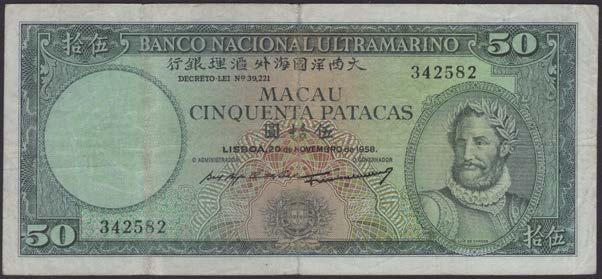 拾伍 BANCO NACIONAL ULTRAMARINO 50
行銀理滙外海國洋西大
DECRETO-LEI Nº 39,221 342582
MACAU
CINQUENTA PATACAS
圓拾伍
LISBOA, 20 de NOVEMBRO de 1958.
O ADMINISTRADOR O GOVERNADOR
342582
50 拾伍